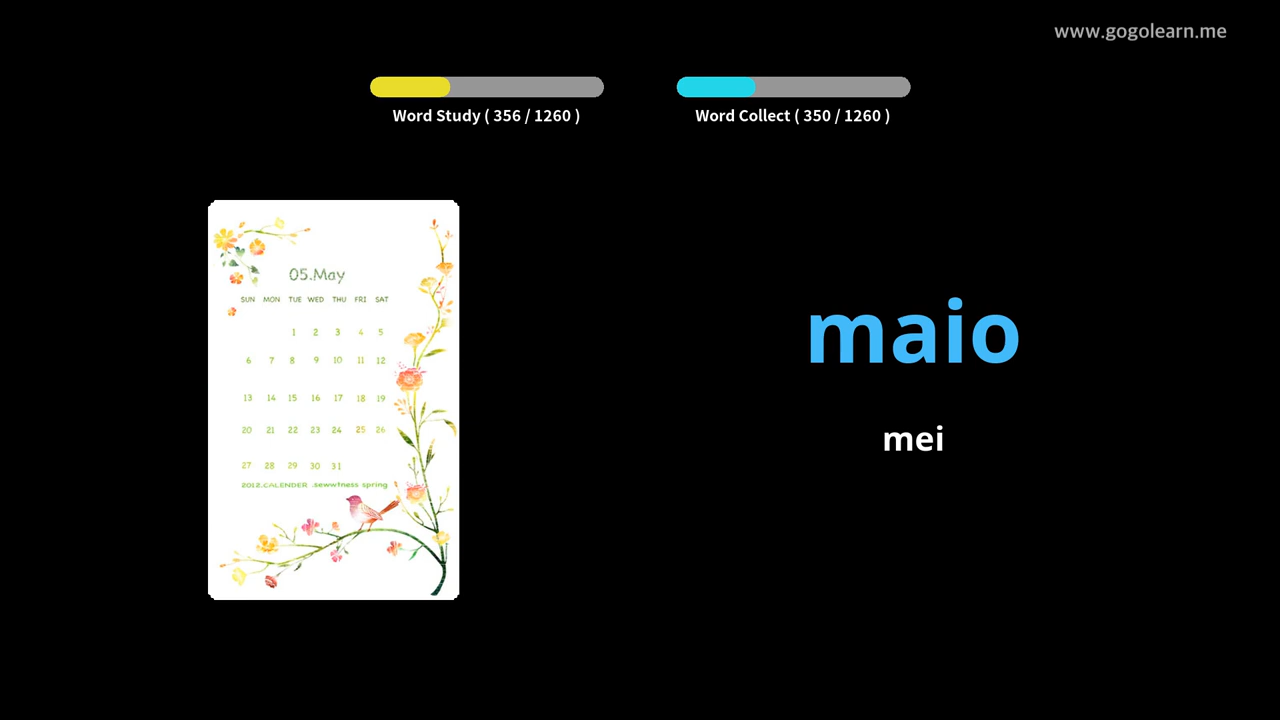 www.gogolearn.me
Word Study ( 356 / 1260 )
Word Collect ( 350 / 1260 )
05.May
SUN MON TUE WED THU FRI SAT
1 2 3 4 5
6 7 8 9 10 11 12
13 14 15 16 17 18 19
20 21 22 23 24 25 26
27 28 29 30 31
2012.CALENDER .sewwtness spring
maio
mei